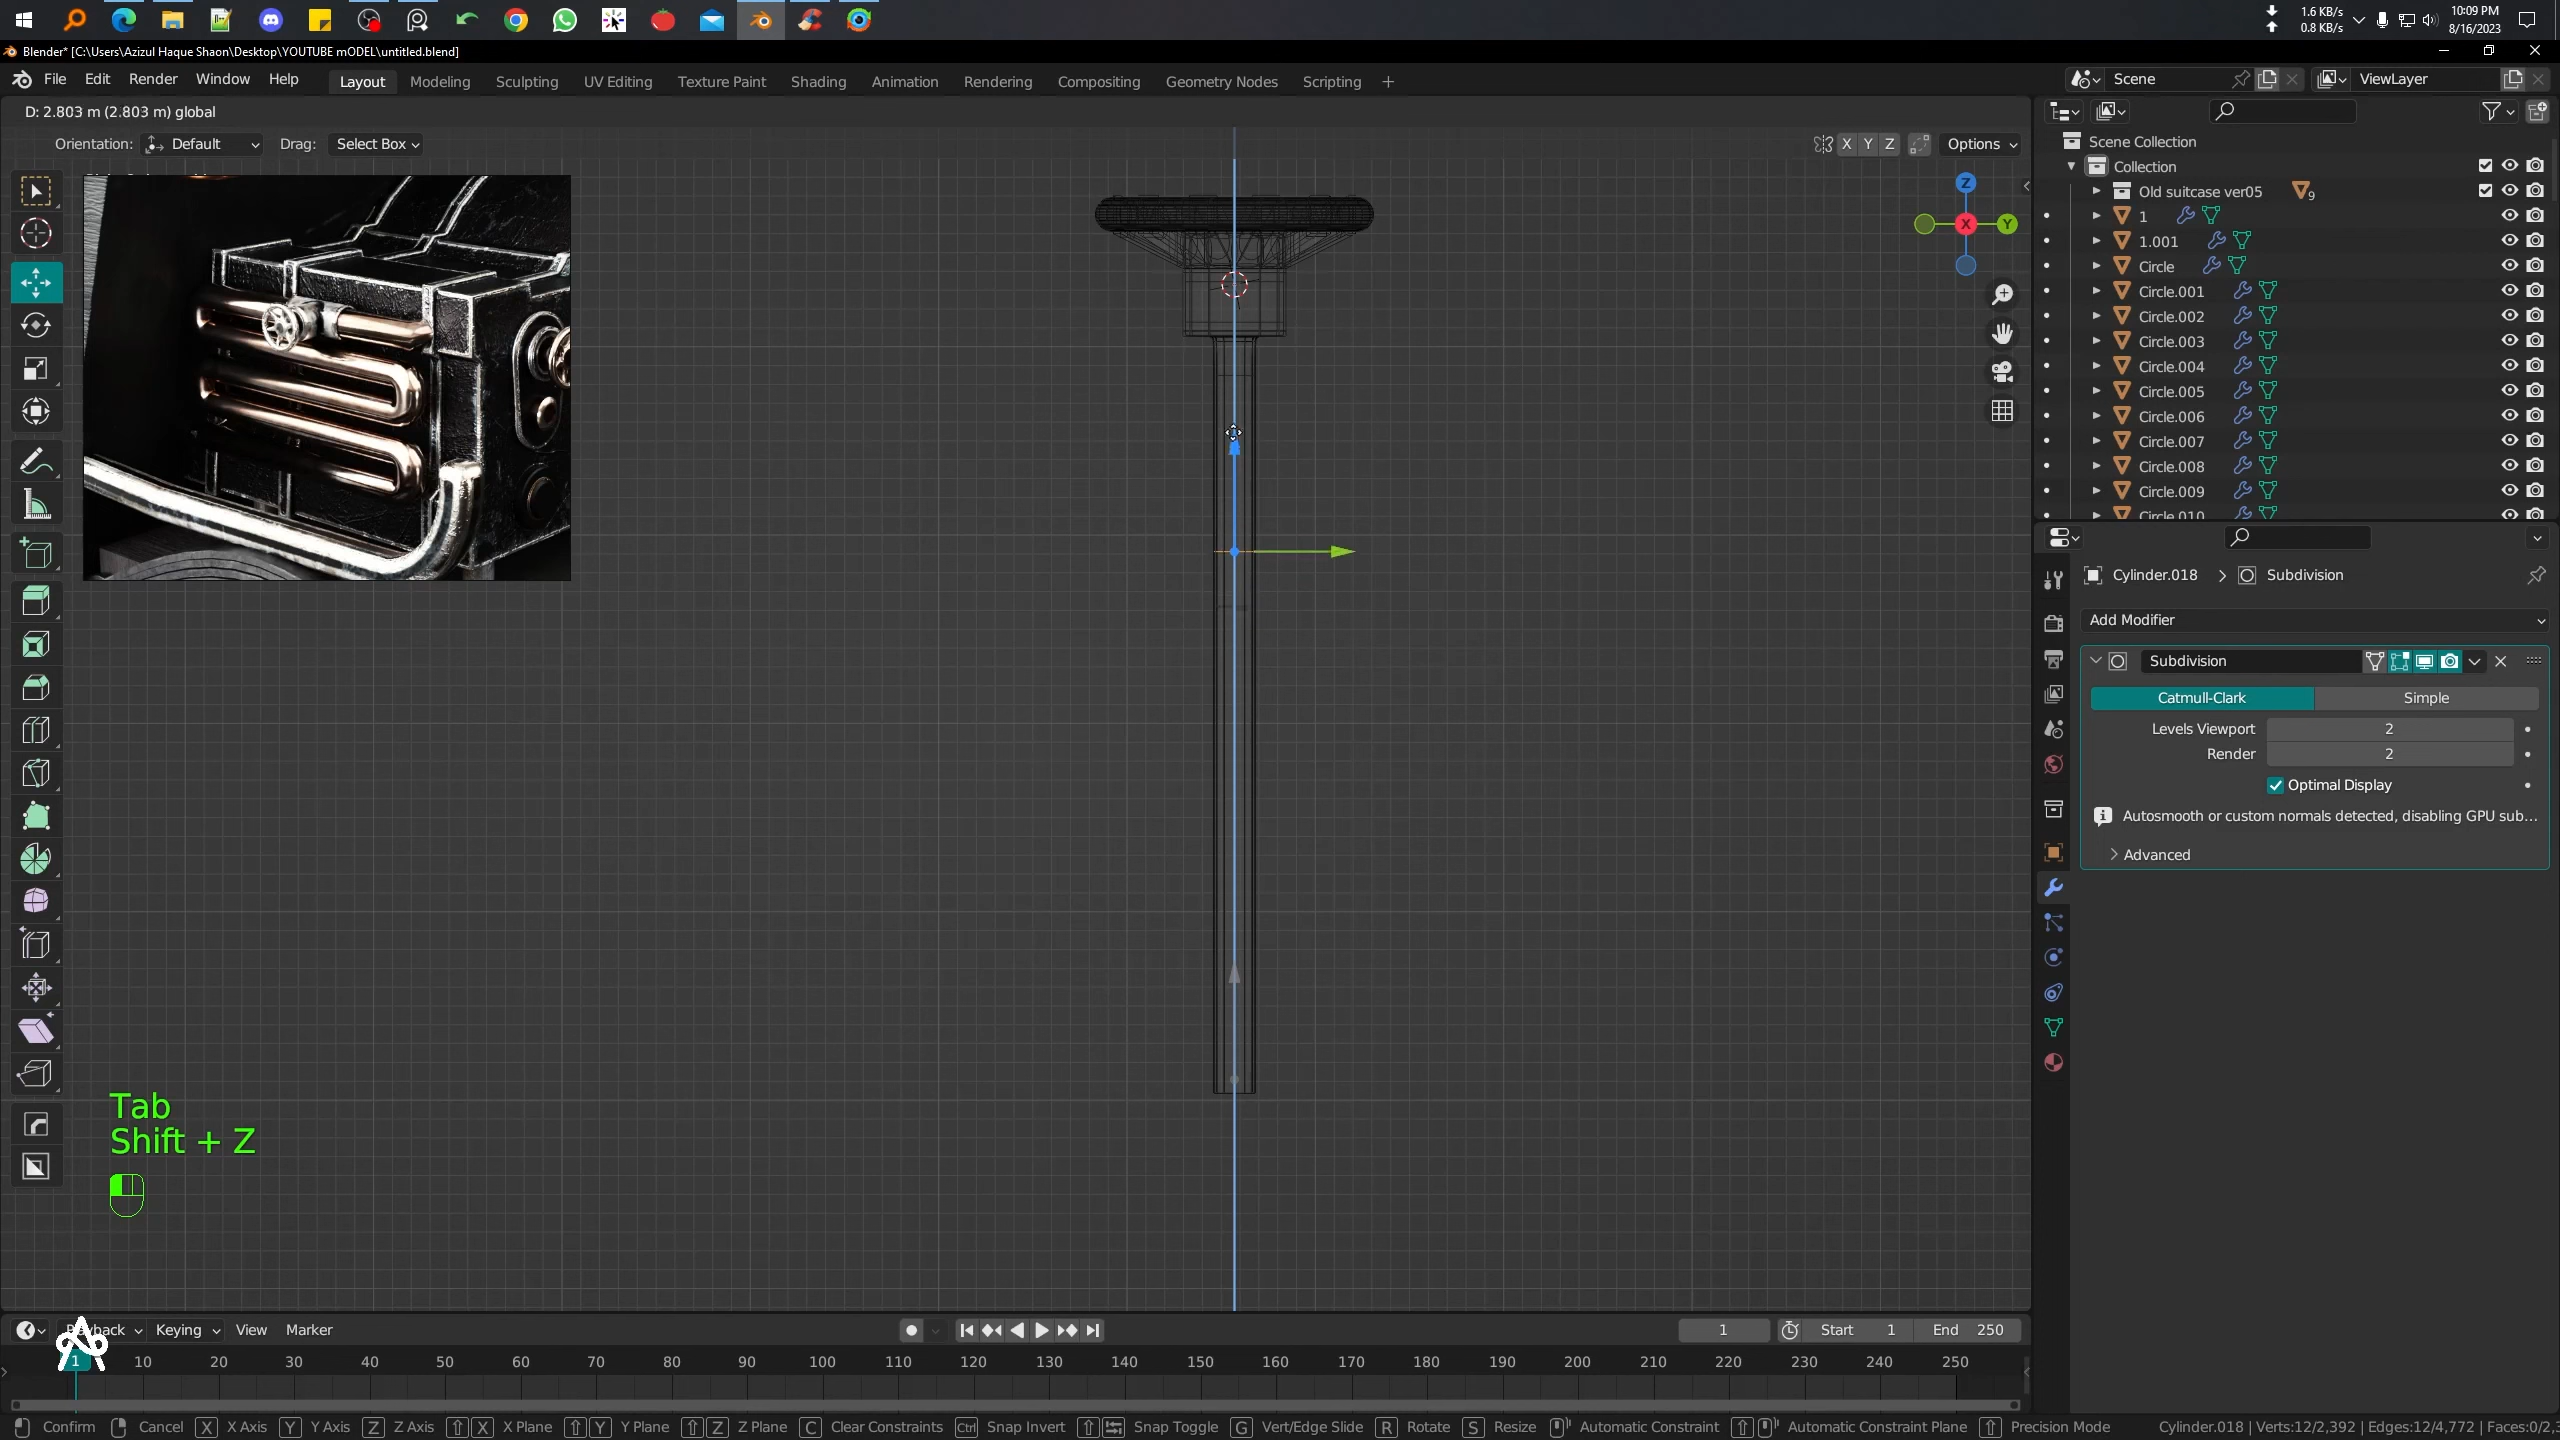 1.6 KB/s
0.8 KB/s
10:09 PM
8/16/2023
Blender* [C:\Users\Azizul Haque Shaon\Desktop\YOUTUBE mODEL\untitled.blend]
File Edit Render Window Help Layout Modeling Sculpting UV Editing Texture Paint Shading Animation Rendering Compositing Geometry Nodes Scripting + Scene ViewLayer
D: 2.803 m (2.803 m) global
Orientation: Default Drag: Select Box X Y Z Options
Z
X Y
Scene Collection
Collection
Old suitcase ver05 9
1
1.001
Circle
Circle.001
Circle.002
Circle.003
Circle.004
Circle.005
Circle.006
Circle.007
Circle.008
Circle.009
Circle.010
Cylinder.018 > Subdivision
Add Modifier
Subdivision
Catmull-Clark Simple
Levels Viewport 2
Render 2
Optimal Display
Autosmooth or custom normals detected, disabling GPU sub...
Advanced
Tab
Shift + Z
Playback Keying View Marker 1 Start 1 End 250
1 10 20 30 40 50 60 70 80 90 100 110 120 130 140 150 160 170 180 190 200 210 220 230 240 250
Confirm Cancel X X Axis Y Y Axis Z Z Axis X X Plane Y Y Plane Z Z Plane C Clear Constraints Ctrl Snap Invert Snap Toggle G Vert/Edge Slide R Rotate S Resize Automatic Constraint Automatic Constraint Plane Precision Mode Cylinder.018 | Verts:12/2,392 | Edges:12/4,772 | Faces:0/2,3